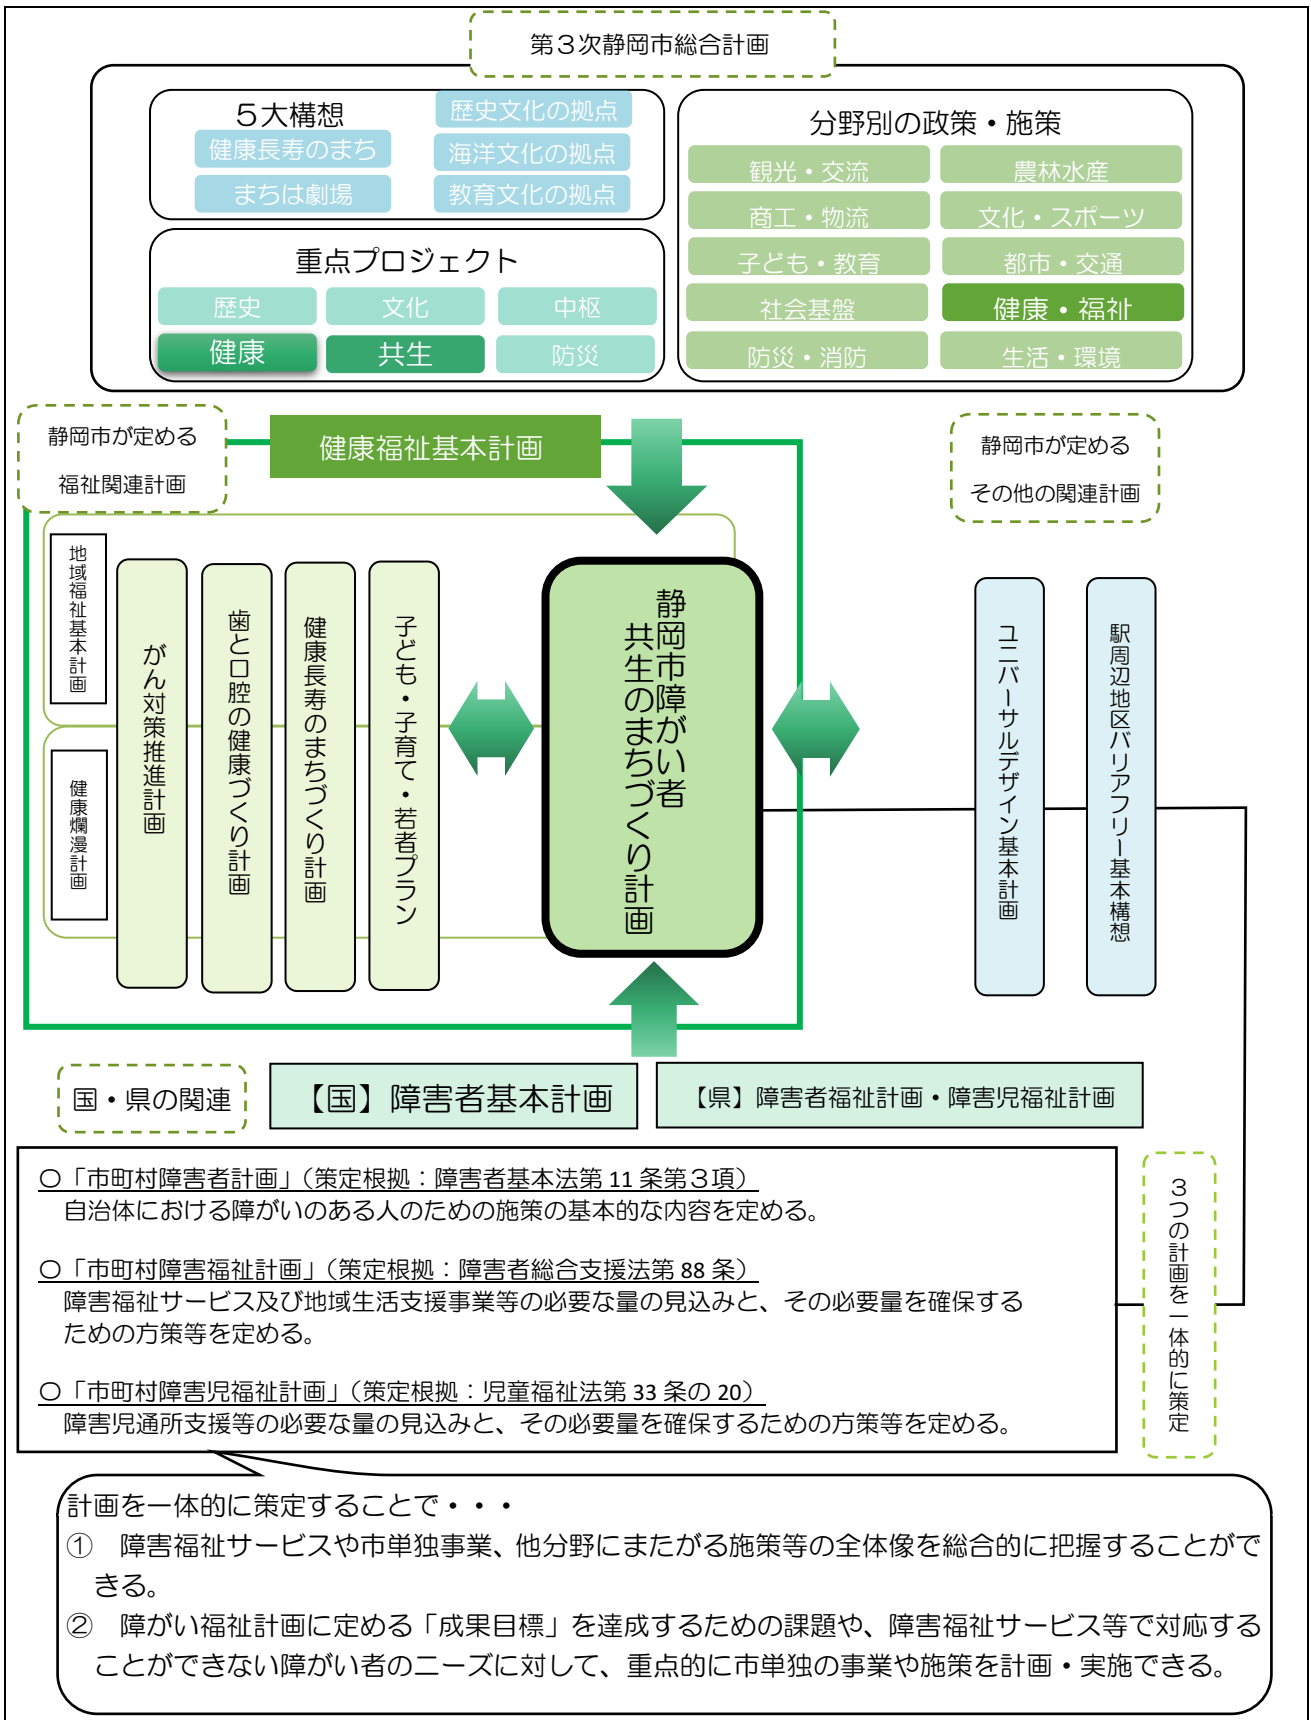 第３次静岡市総合計画
５大構想
歴史文化の拠点
健康長寿のまち
海洋文化の拠点
まちは劇場
教育文化の拠点
重点プロジェクト
歴史
文化
中枢
健康
共生
防災
分野別の政策・施策
観光・交流
農林水産
商工・物流
文化・スポーツ
子ども・教育
都市・交通
社会基盤
健康・福祉
防災・消防
生活・環境
静岡市が定める
福祉関連計画
健康福祉基本計画
静岡市が定める
その他の関連計画
地域福祉基本計画
健康爛漫計画
がん対策推進計画
歯と口腔の健康づくり計画
健康長寿のまちづくり計画
子ども・子育て・若者プラン
静岡市障がい者
共生のまちづくり計画
ユニバーサルデザイン基本計画
駅周辺地区バリアフリー基本構想
国・県の関連
【国】障害者基本計画
【県】障害者福祉計画・障害児福祉計画
○「市町村障害者計画」（策定根拠：障害者基本法第 11 条第３項）
自治体における障がいのある人のための施策の基本的な内容を定める。
○「市町村障害福祉計画」（策定根拠：障害者総合支援法第 88 条）
障害福祉サービス及び地域生活支援事業等の必要な量の見込みと、その必要量を確保する
ための方策等を定める。
○「市町村障害児福祉計画」（策定根拠：児童福祉法第 33 条の 20）
障害児通所支援等の必要な量の見込みと、その必要量を確保するための方策等を定める。
３つの計画を一体的に策定
計画を一体的に策定することで・・・
① 障害福祉サービスや市単独事業、他分野にまたがる施策等の全体像を総合的に把握することがで
きる。
② 障がい福祉計画に定める「成果目標」を達成するための課題や、障害福祉サービス等で対応する
ことができない障がい者のニーズに対して、重点的に市単独の事業や施策を計画・実施できる。